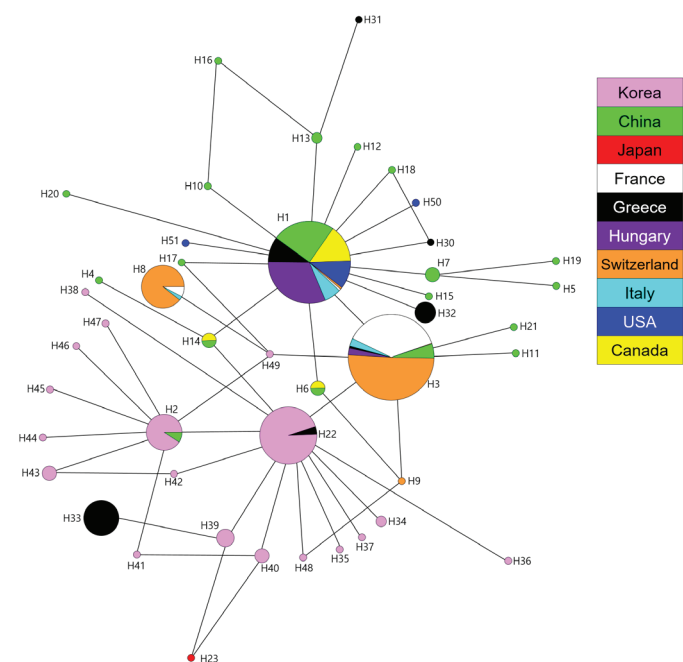 H31
H16
H13
H12
H18
H10
H20
H50
H1
H51
H30
H17
H8
H7
H19
H4
H5
H38
H15
H32
H47
H14
H21
H46
H49
H11
H3
H6
H45
H2
H22
H44
H43
H42
H9
H33
H39
H34
H37
H35
H48
H36
H41
H40
H23
Korea
China
Japan
France
Greece
Hungary
Switzerland
Italy
USA
Canada